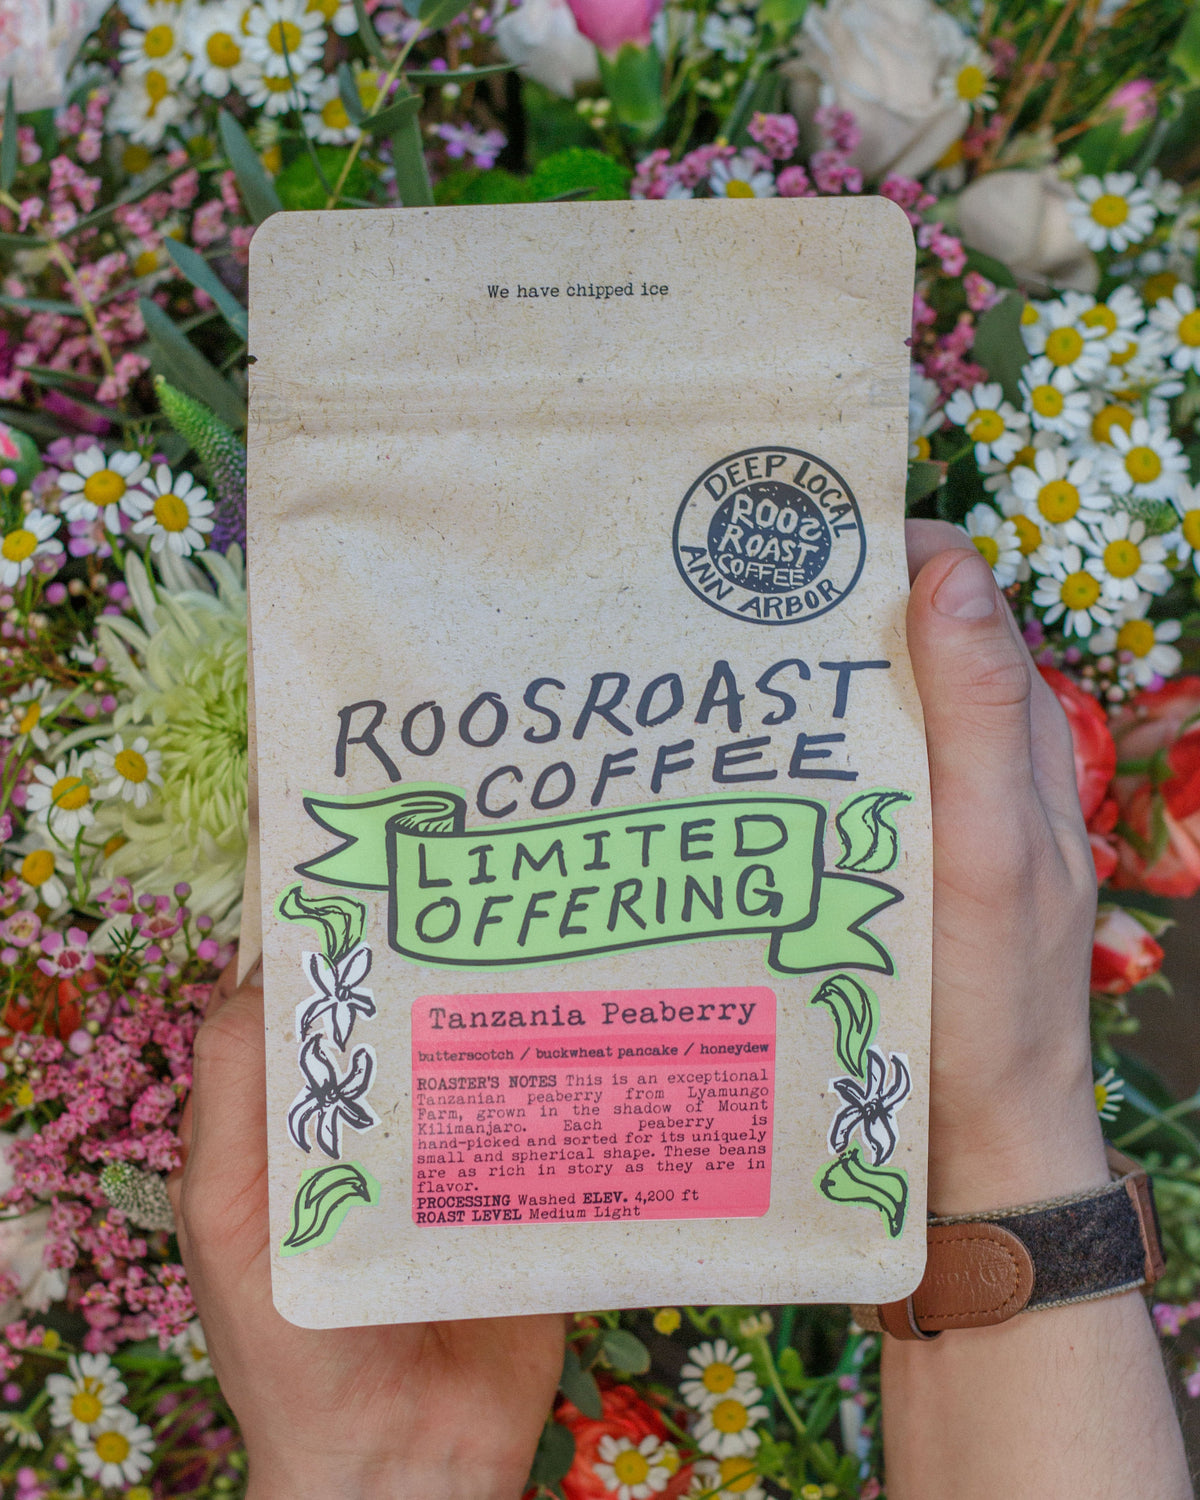 We have chipped ice
DEEP LOCAL
ROOS
ROAST
COFFEE
ANN ARBOR
ROOSROAST
COFFEE
LIMITED
OFFERING
Tanzania Peaberry
butterscotch / buckwheat pancake / honeydew
ROASTER'S NOTES This is an exceptional
Tanzanian peaberry from Lyamungo
Farm, grown in the shadow of Mount
Kilimanjaro. Each peaberry is
hand-picked and sorted for its uniquely
small and spherical shape. These beans
are as rich in story as they are in
flavor.
PROCESSING Washed ELEV. 4,200 ft
ROAST LEVEL Medium Light